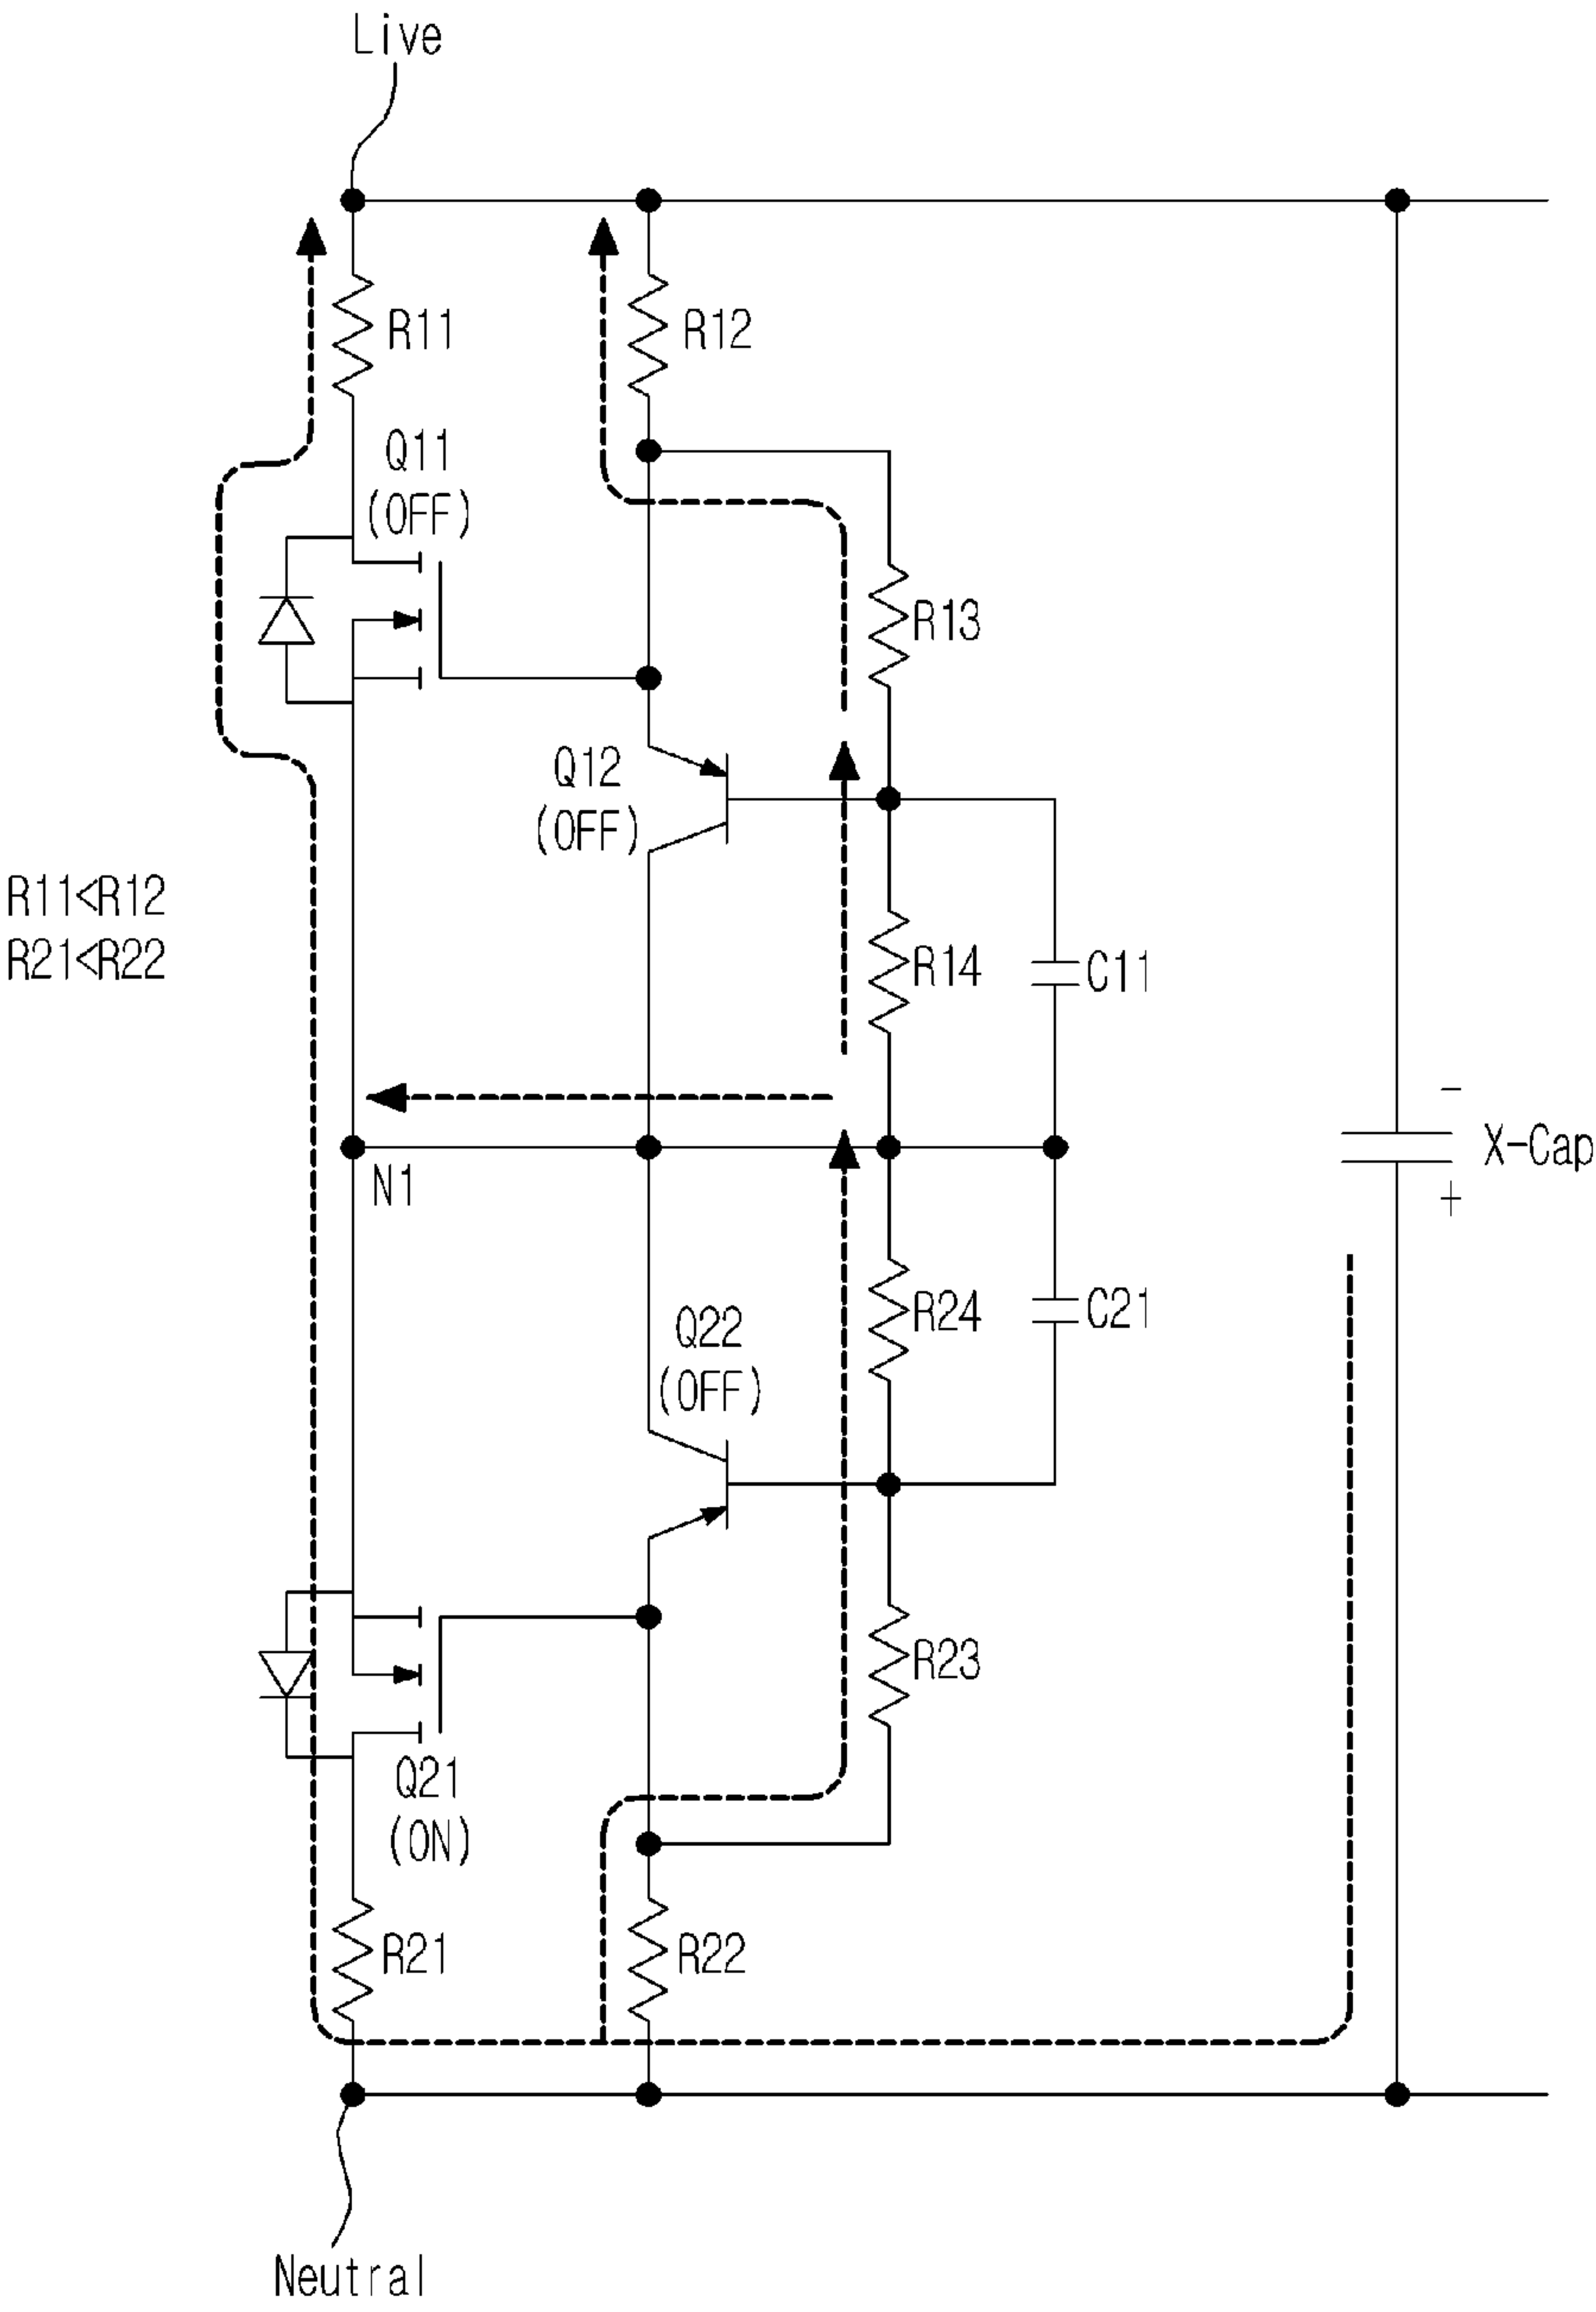 Live
R11
R12
Q11
(OFF)
R13
Q12
(OFF)
R11<R12
R21<R22
R14
C11
-
X-Cap
+
N1
R24
C21
Q22
(OFF)
R23
Q21
(ON)
R21
R22
Neutral